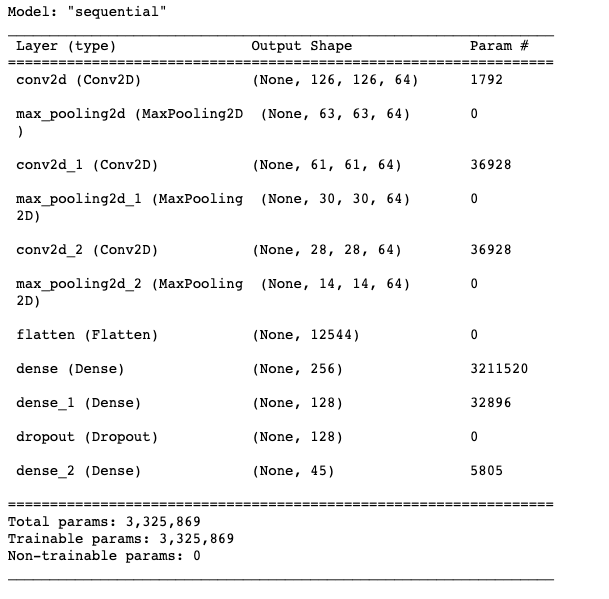 Model: "sequential"
Layer (type) Output Shape Param #
conv2d (Conv2D) (None, 126, 126, 64) 1792
max_pooling2d (MaxPooling2D (None, 63, 63, 64) 0
)
conv2d_1 (Conv2D) (None, 61, 61, 64) 36928
max_pooling2d_1 (MaxPooling (None, 30, 30, 64) 0
2D)
conv2d_2 (Conv2D) (None, 28, 28, 64) 36928
max_pooling2d_2 (MaxPooling (None, 14, 14, 64) 0
2D)
flatten (Flatten) (None, 12544) 0
dense (Dense) (None, 256) 3211520
dense_1 (Dense) (None, 128) 32896
dropout (Dropout) (None, 128) 0
dense_2 (Dense) (None, 45) 5805
Total params: 3,325,869
Trainable params: 3,325,869
Non-trainable params: 0